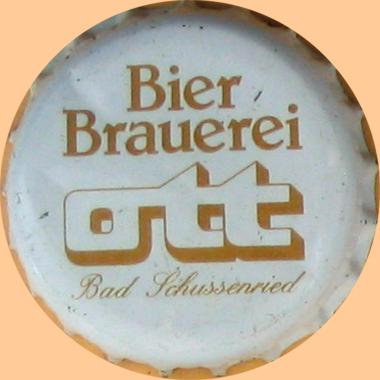 Bier
Brauerei
ott
Bad Schussenried